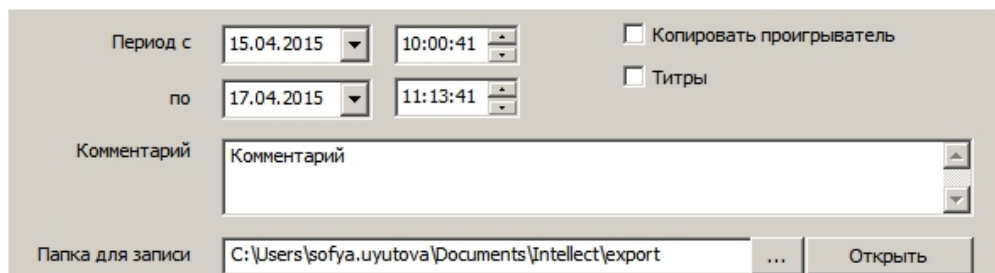 Период с 15.04.2015 10:00:41 Копировать проигрыватель
Титры
по 17.04.2015 11:13:41
Комментарий Комментарий
Папка для записи C:\Users\sofya.uyutova\Documents\Intellect\export ... Открыть